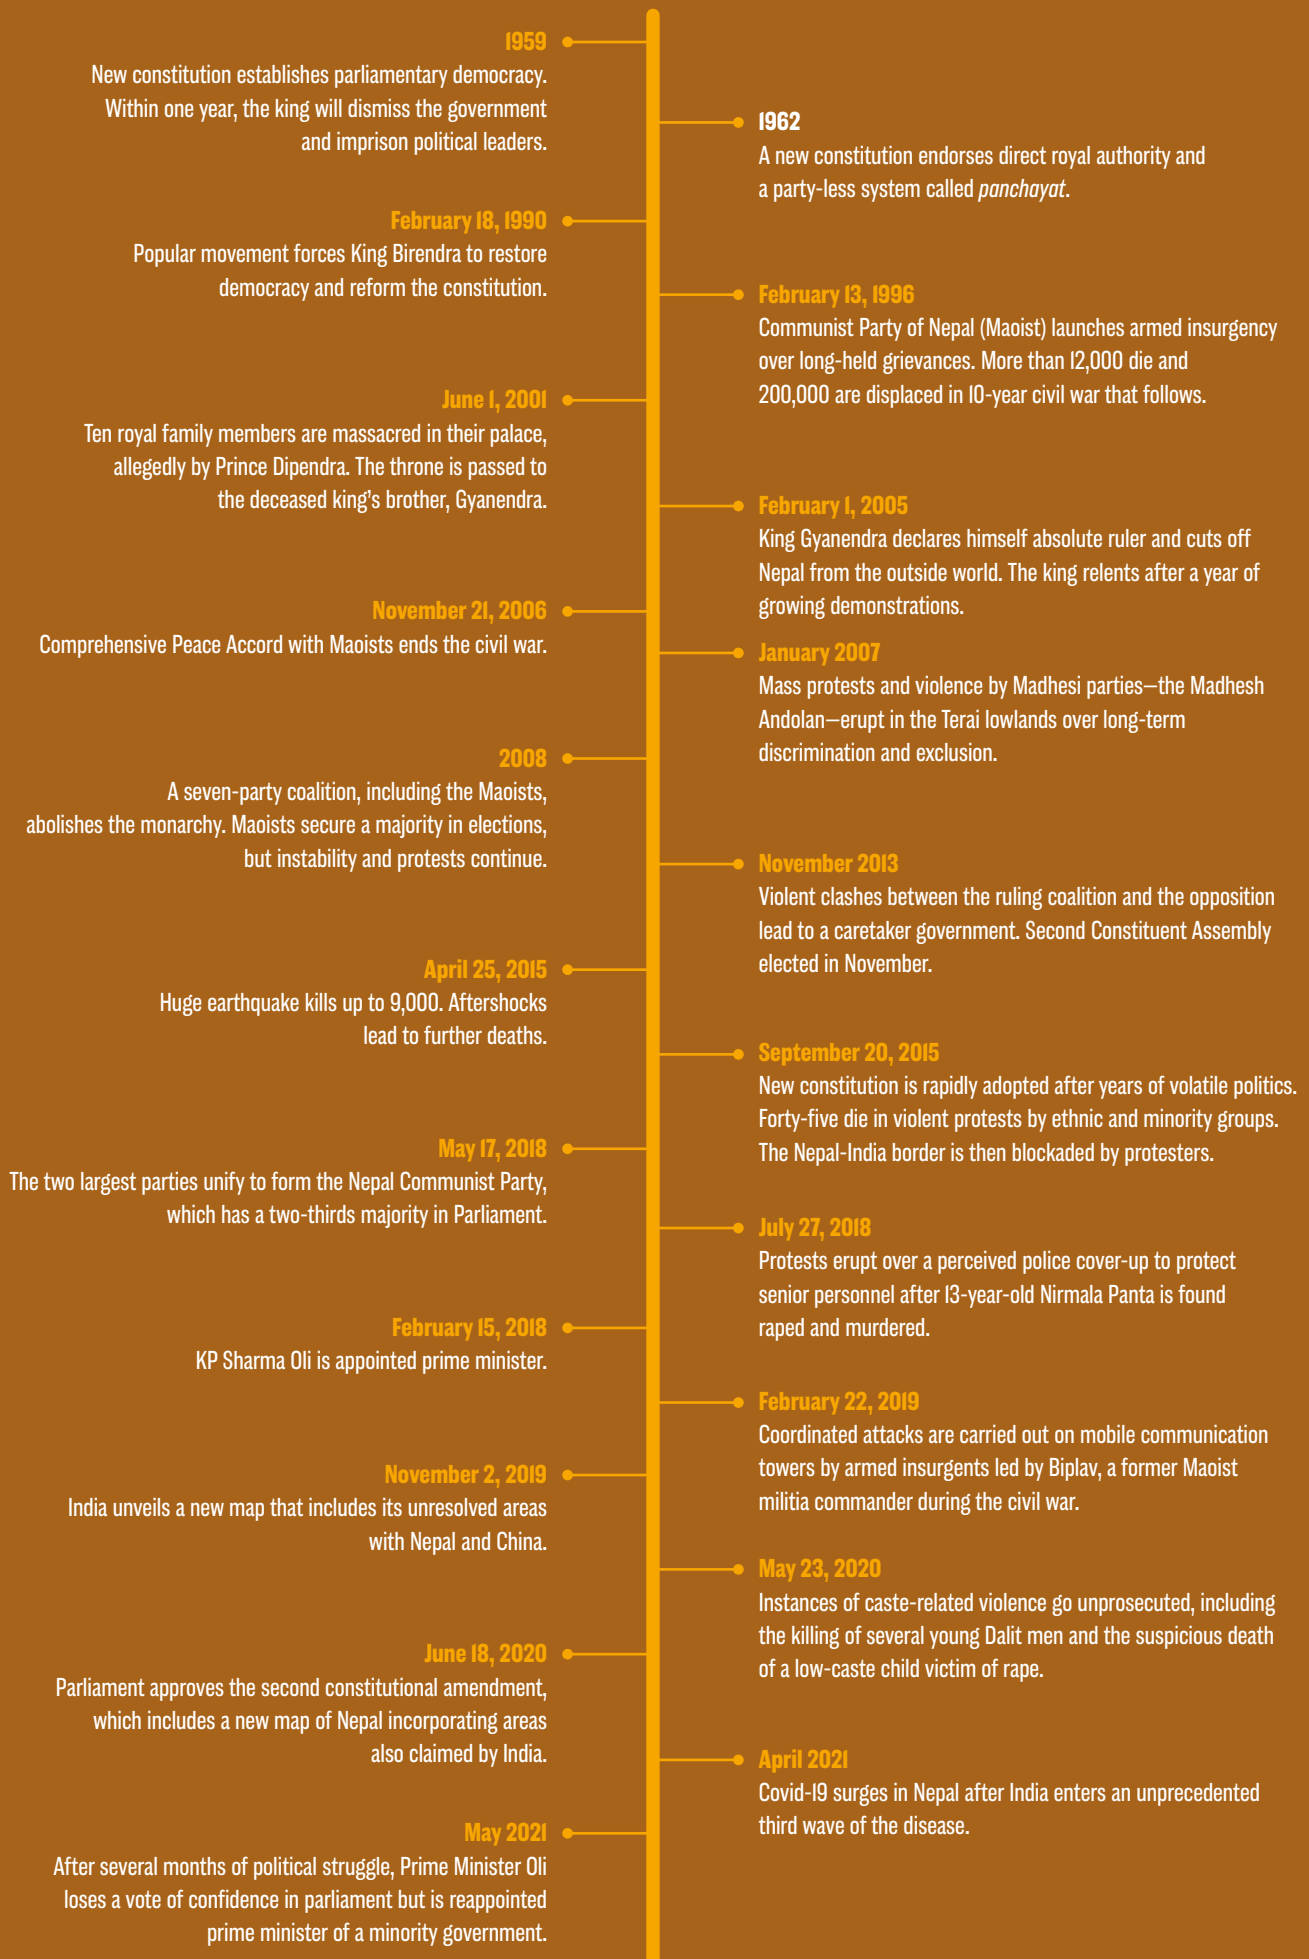 1959
New constitution establishes parliamentary democracy.
Within one year, the king will dismiss the government
and imprison political leaders.
1962
A new constitution endorses direct royal authority and
a party-less system called panchayat.
February 18, 1990
Popular movement forces King Birendra to restore
democracy and reform the constitution.
February 13, 1996
Communist Party of Nepal (Maoist) launches armed insurgency
over long-held grievances. More than 12,000 die and
200,000 are displaced in 10-year civil war that follows.
June 1, 2001
Ten royal family members are massacred in their palace,
allegedly by Prince Dipendra. The throne is passed to
the deceased king's brother, Gyanendra.
February 1, 2005
King Gyanendra declares himself absolute ruler and cuts off
Nepal from the outside world. The king relents after a year of
growing demonstrations.
November 21, 2006
Comprehensive Peace Accord with Maoists ends the civil war.
January 2007
Mass protests and violence by Madhesi parties—the Madhesh
Andolan—erupt in the Terai lowlands over long-term
discrimination and exclusion.
2008
A seven-party coalition, including the Maoists,
abolishes the monarchy. Maoists secure a majority in elections,
but instability and protests continue.
November 2013
Violent clashes between the ruling coalition and the opposition
lead to a caretaker government. Second Constituent Assembly
elected in November.
April 25, 2015
Huge earthquake kills up to 9,000. Aftershocks
lead to further deaths.
September 20, 2015
New constitution is rapidly adopted after years of volatile politics.
Forty-five die in violent protests by ethnic and minority groups.
The Nepal-India border is then blockaded by protesters.
May 17, 2018
The two largest parties unify to form the Nepal Communist Party,
which has a two-thirds majority in Parliament.
July 27, 2018
Protests erupt over a perceived police cover-up to protect
senior personnel after 13-year-old Nirmala Panta is found
raped and murdered.
February 15, 2018
KP Sharma Oli is appointed prime minister.
February 22, 2019
Coordinated attacks are carried out on mobile communication
towers by armed insurgents led by Biplav, a former Maoist
militia commander during the civil war.
November 2, 2019
India unveils a new map that includes its unresolved areas
with Nepal and China.
May 23, 2020
Instances of caste-related violence go unprosecuted, including
the killing of several young Dalit men and the suspicious death
of a low-caste child victim of rape.
June 18, 2020
Parliament approves the second constitutional amendment,
which includes a new map of Nepal incorporating areas
also claimed by India.
April 2021
Covid-19 surges in Nepal after India enters an unprecedented
third wave of the disease.
May 2021
After several months of political struggle, Prime Minister Oli
loses a vote of confidence in parliament but is reappointed
prime minister of a minority government.